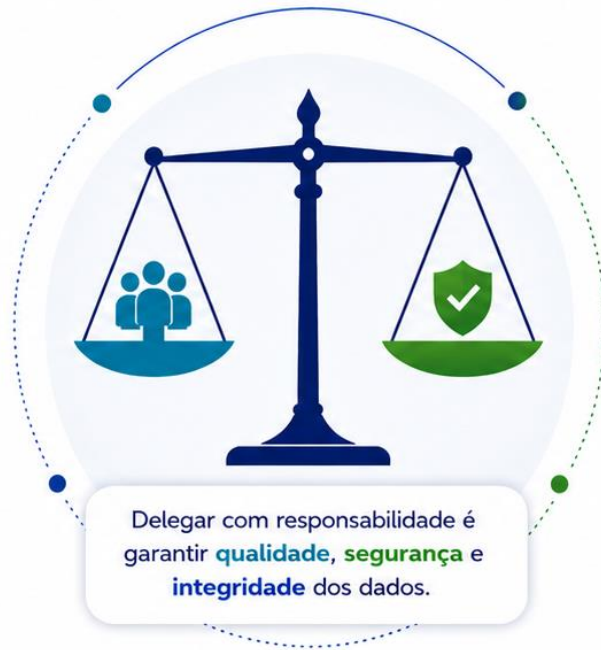 Delegar com responsabilidade é
garantir qualidade, segurança e
integridade dos dados.